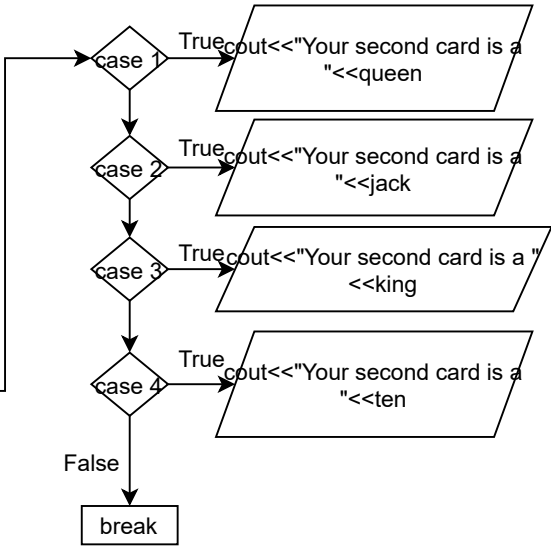 True
case 1
cout<<"Your second card is a
"<<queen
True
case 2
cout<<"Your second card is a
"<<jack
True
case 3
cout<<"Your second card is a "
<<king
True
case 4
cout<<"Your second card is a
"<<ten
False
break